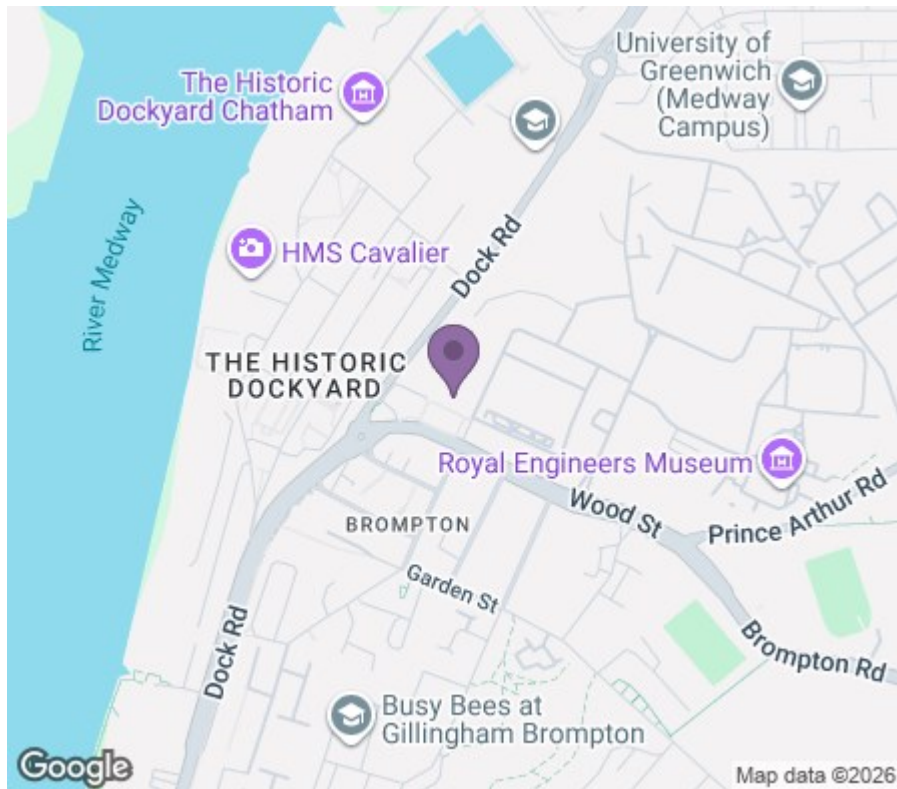 University of
Greenwich
(Medway
Campus)
The Historic
Dockyard Chatham
HMS Cavalier
River Medway
Dock Rd
THE HISTORIC
DOCKYARD
Royal Engineers Museum
Wood St
Prince Arthur Rd
BROMPTON
Garden St
Dock Rd
Brompton Rd
Busy Bees at
Gillingham Brompton
Google
Map data ©2026